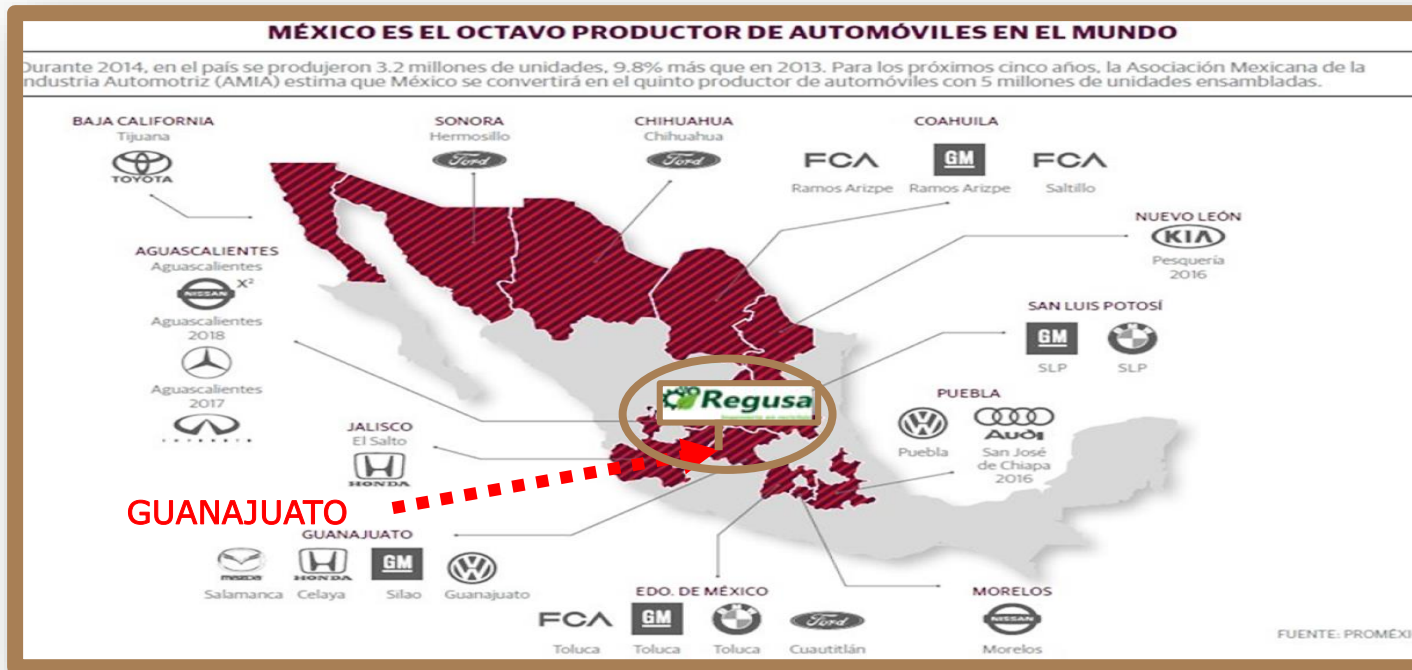 MÉXICO ES EL OCTAVO PRODUCTOR DE AUTOMÓVILES EN EL MUNDO
Durante 2014, en el país se produjeron 3.2 millones de unidades, 9.8% más que en 2013. Para los próximos cinco años, la Asociación Mexicana de la
Industria Automotriz (AMIA) estima que México se convertirá en el quinto productor de automóviles con 5 millones de unidades ensambladas.
BAJA CALIFORNIA
Tijuana
TOYOTA
SONORA
Hermosillo
Ford
CHIHUAHUA
Chihuahua
Ford
COAHUILA
FCA GM FCA
Ramos Arizpe Ramos Arizpe Saltillo
NUEVO LEÓN
KIA
Pesquería
2016
AGUASCALIENTES
Aguascalientes
NISSAN X²
Aguascalientes
2018
Aguascalientes
2017
INFINITI
SAN LUIS POTOSÍ
GM BMW
SLP SLP
Regusa
PUEBLA
Audi
Puebla
San José
de Chiapa
2016
JALISCO
El Salto
HONDA
GUANAJUATO
GUANAJUATO
mazda HONDA GM
Salamanca Celaya Silao Guanajuato
EDO. DE MÉXICO
FCA GM BMW Ford
Toluca Toluca Toluca Cuautitlán
MORELOS
NISSAN
Morelos
FUENTE: PROMÉXI